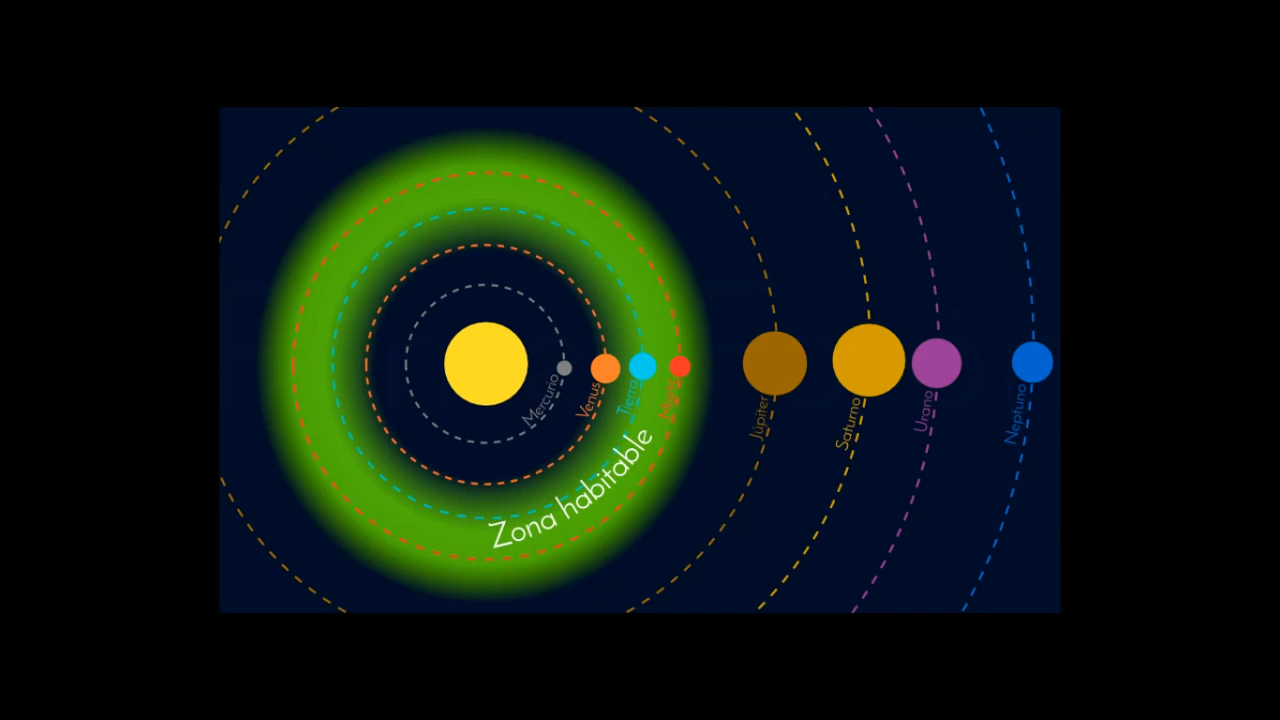 Mercurio
Venus
Tierra
Marte
Júpiter
Saturno
Urano
Neptuno
Zona habitable